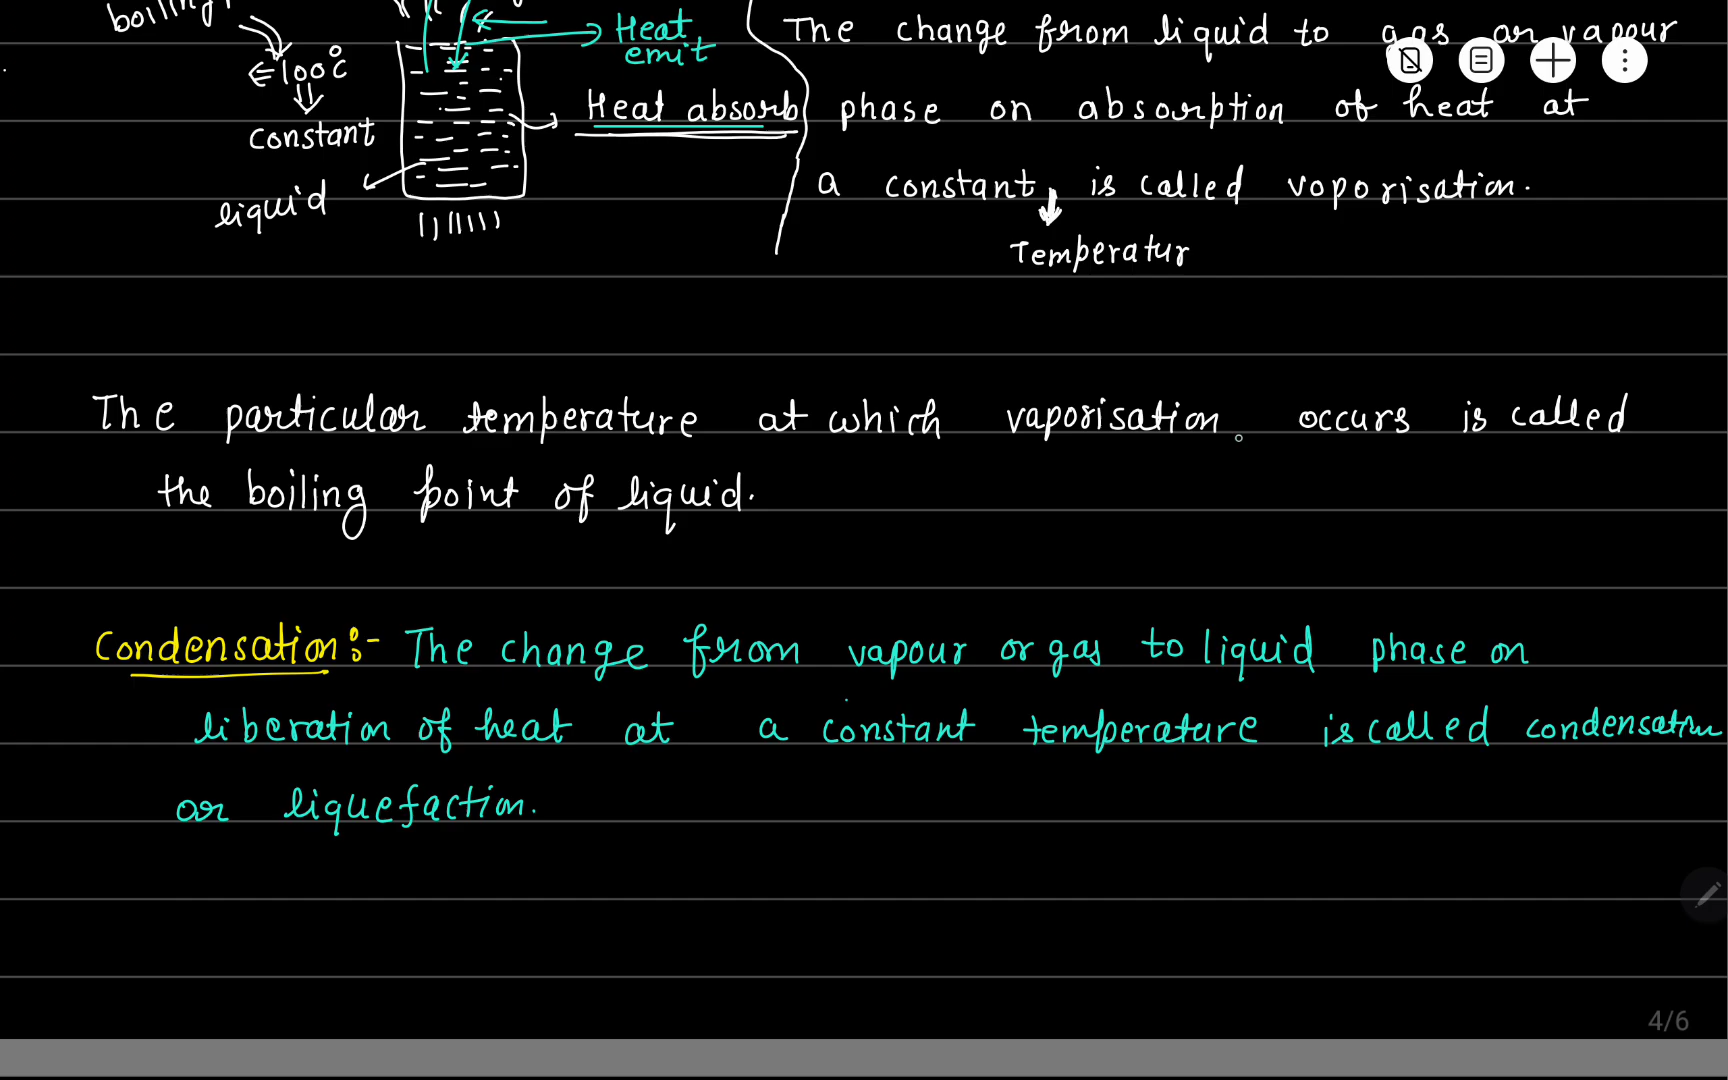 boiling
Heat
emit
100°C
constant
liquid
Heat absorb
The change from liquid to gas or vapour
phase on absorption of heat at
a constant is called voporisation.
Temperatur
The particular temperature at which vaporisation. occurs is called
the boiling point of liquid.
Condensation:- The change from vapour or gas to liquid phase on
liberation of heat at a constant temperature is called condensation
or liquefaction.
4/6